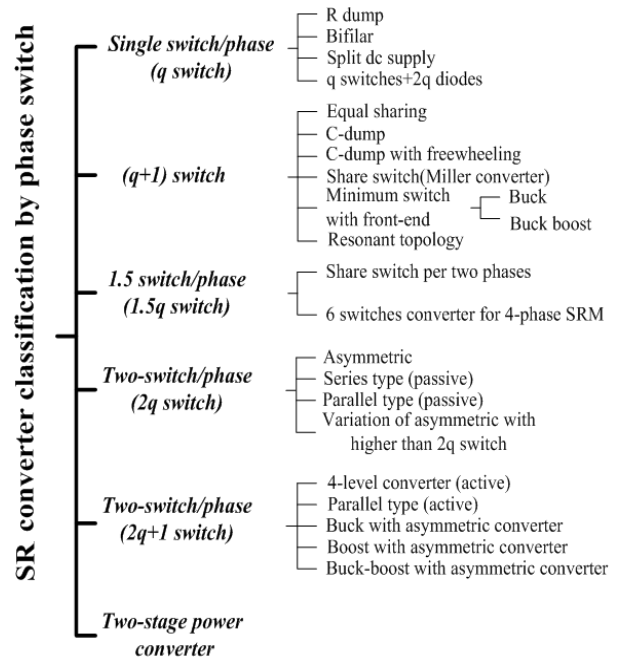 SR converter classification by phase switch
Single switch/phase
(q switch)
R dump
Bifilar
Split dc supply
q switches+2q diodes
(q+1) switch
Equal sharing
C-dump
C-dump with freewheeling
Share switch(Miller converter)
Minimum switch
with front-end
Buck
Buck boost
Resonant topology
1.5 switch/phase
(1.5q switch)
Share switch per two phases
6 switches converter for 4-phase SRM
Two-switch/phase
(2q switch)
Asymmetric
Series type (passive)
Parallel type (passive)
Variation of asymmetric with
higher than 2q switch
Two-switch/phase
(2q+1 switch)
4-level converter (active)
Parallel type (active)
Buck with asymmetric converter
Boost with asymmetric converter
Buck-boost with asymmetric converter
Two-stage power
converter